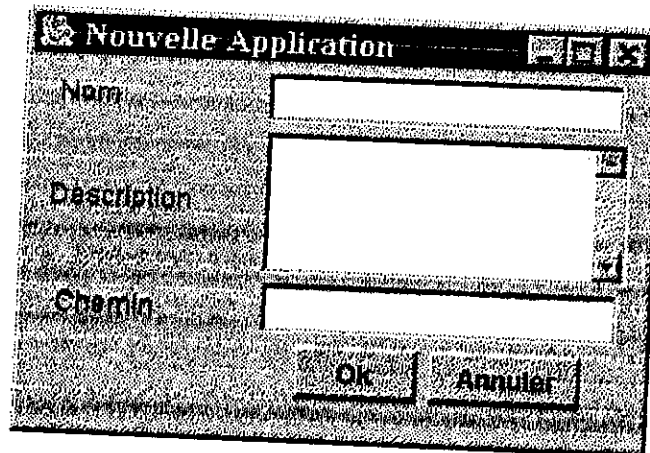 Nouvelle Application
Nom
Description
Chemin
Ok Annuler